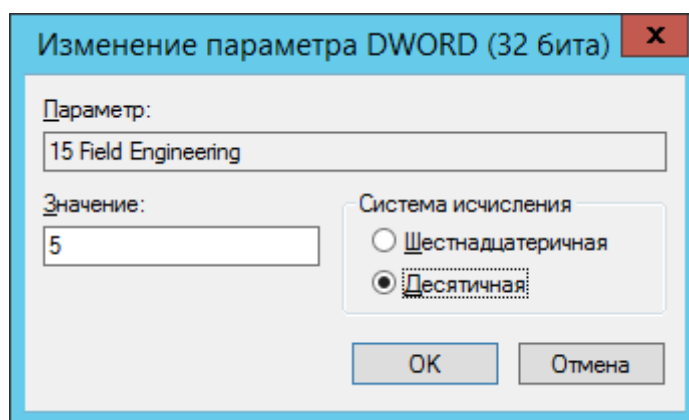 Изменение параметра DWORD (32 бита)
x
Параметр:
15 Field Engineering
Значение:
5
Система исчисления
Шестнадцатеричная
Десятичная
OK
Отмена